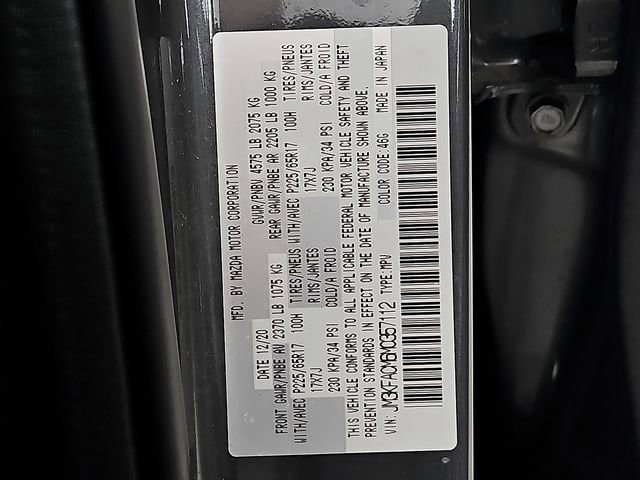 MFD. BY MAZDA MOTOR CORPORATION
DATE 12/20 GVWR/PNBV 4575 LB 2075 KG
FRONT GAWR/PNBE AV 2370 LB 1075 KG REAR GAWR/PNBE AR 2205 LB 1000 KG
WITH/AVEC P225/65R17 100H TIRES/PNEUS WITH/AVEC P225/65R17 100H TIRES/PNEUS
17X7J RIMS/JANTES 17X7J RIMS/JANTES
230 KPA/34 PSI COLD/A FROID 230 KPA/34 PSI COLD/A FROID
THIS VEHICLE CONFORMS TO ALL APPLICABLE FEDERAL MOTOR VEHICLE SAFETY AND THEFT
PREVENTION STANDARDS IN EFFECT ON THE DATE OF MANUFACTURE SHOWN ABOVE.
VIN: JM3KFACM6M0357112 TYPE: MPV COLOR CODE: 46G MADE IN JAPAN